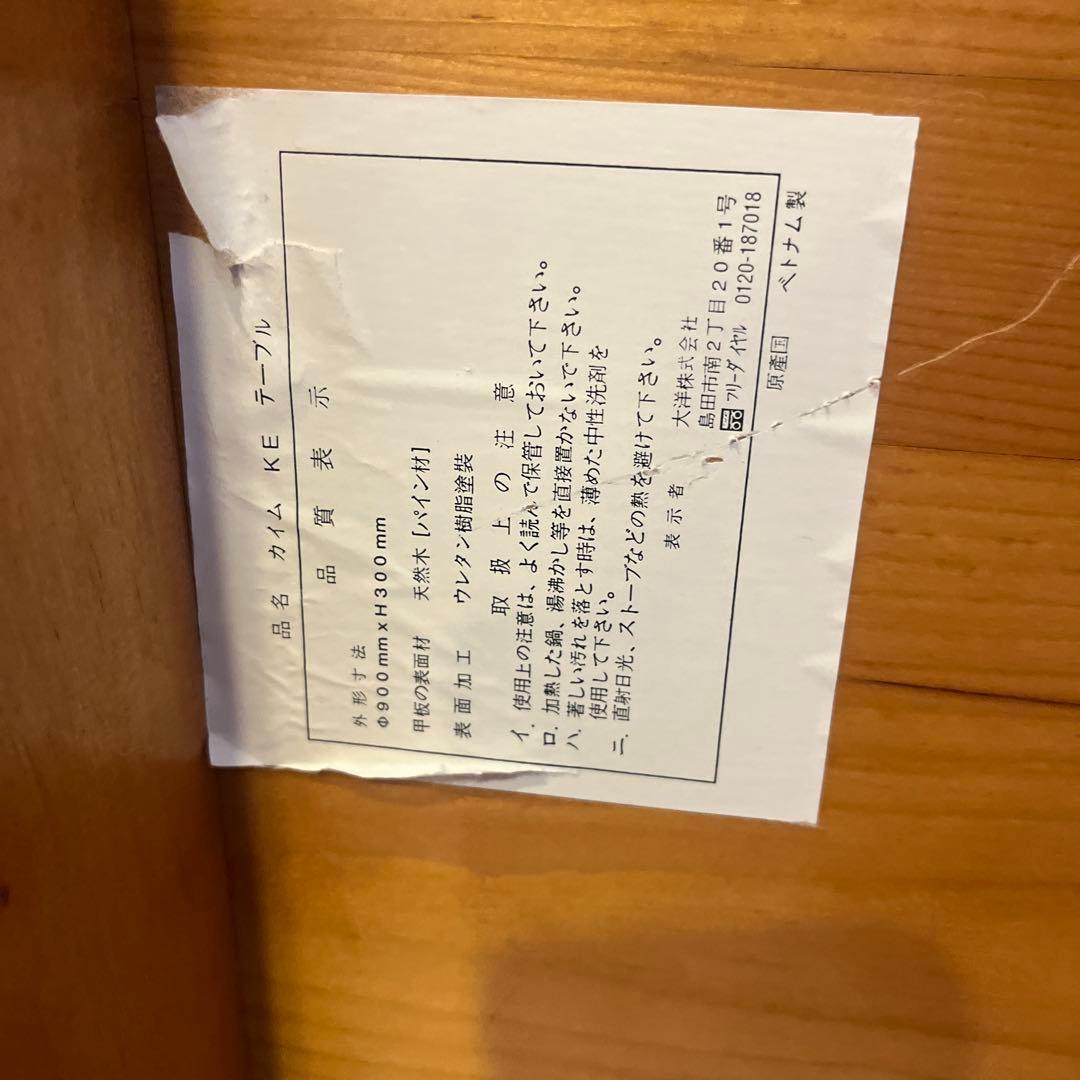 品名 カイム KE テーブル
品質表示
外形寸法
Φ900mmxH300mm
甲板の表面材 天然木 [パイン材]
表面加工 ウレタン樹脂塗装
取扱上の注意
イ. 使用上の注意は、よく読んで保管しておいて下さい。
ロ. 加熱した鍋、湯沸かし等を直接置かないで下さい。
ハ. 著しい汚れを落とす時は、薄めた中性洗剤を
使用して下さい。
ニ. 直射日光、ストーブなどの熱を避けて下さい。
表示者 大洋株式会社
島田市南2丁目20番1号
フリーダイヤル 0120-187018
原産国 ベトナム製